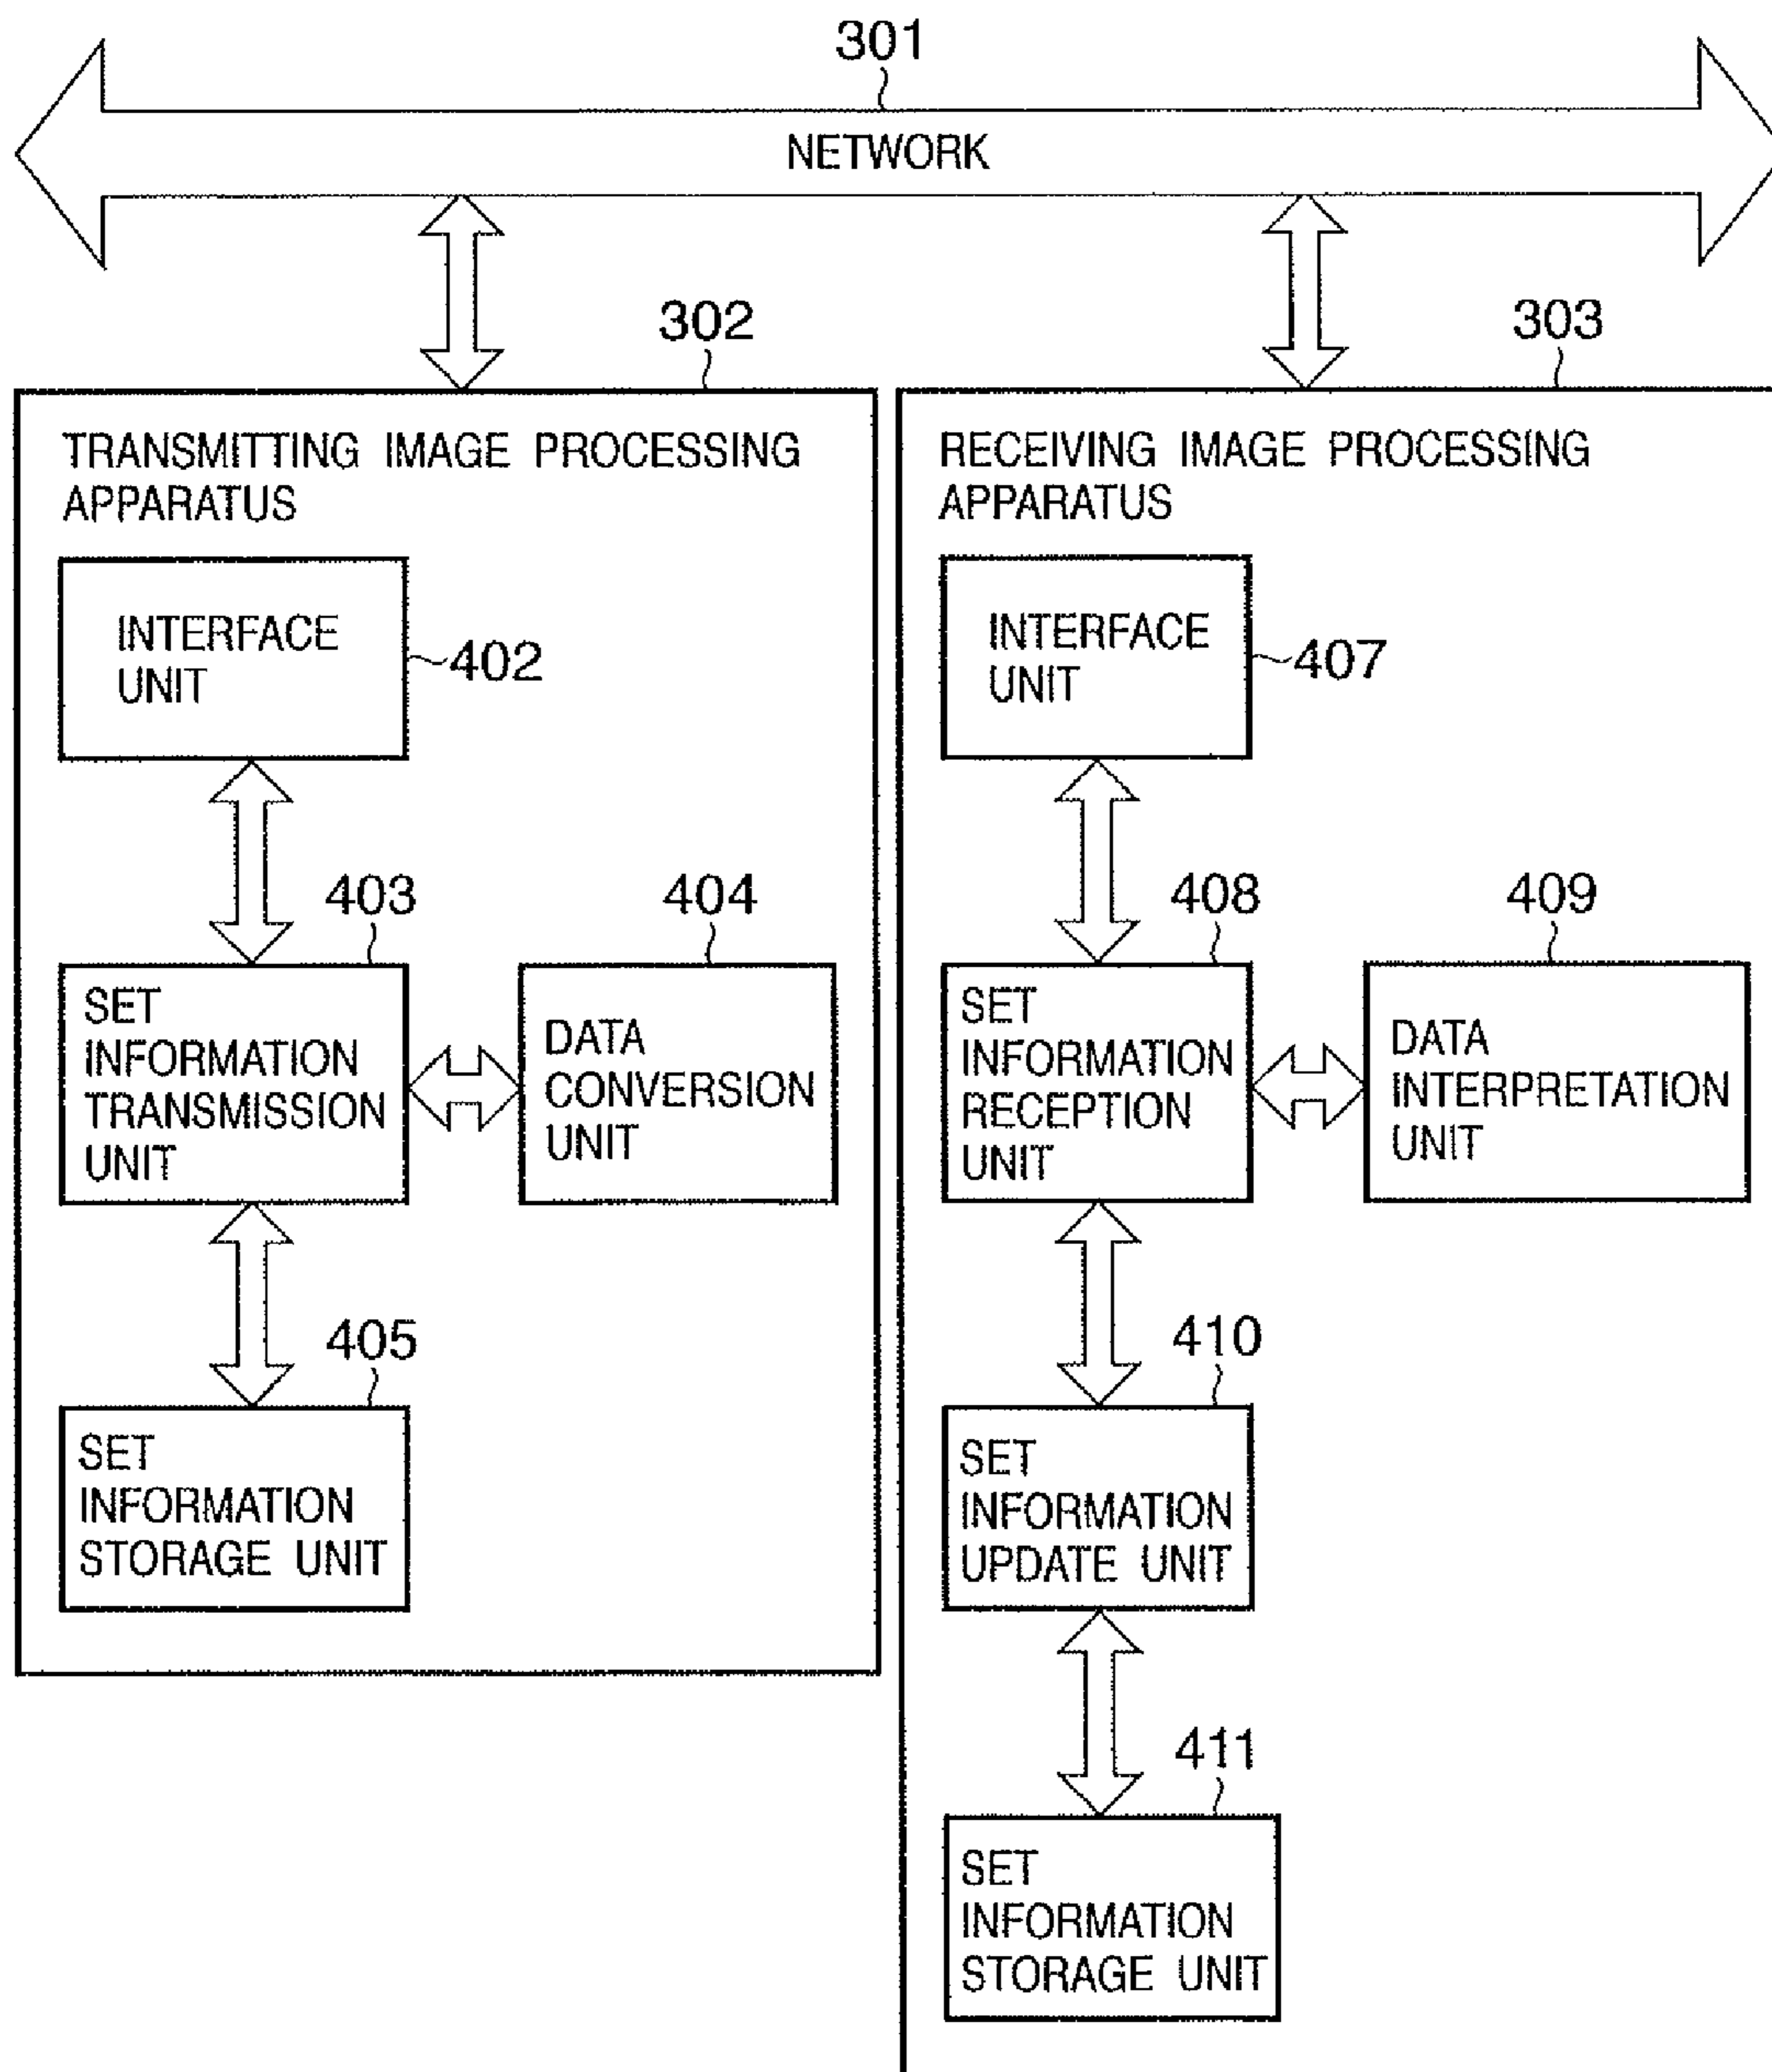 301
NETWORK
302
303
TRANSMITTING IMAGE PROCESSING
APPARATUS
INTERFACE
UNIT
402
403
404
SET
INFORMATION
TRANSMISSION
UNIT
DATA
CONVERSION
UNIT
405
SET
INFORMATION
STORAGE UNIT
RECEIVING IMAGE PROCESSING
APPARATUS
INTERFACE
UNIT
407
408
409
SET
INFORMATION
RECEPTION
UNIT
DATA
INTERPRETATION
UNIT
410
SET
INFORMATION
UPDATE UNIT
411
SET
INFORMATION
STORAGE UNIT